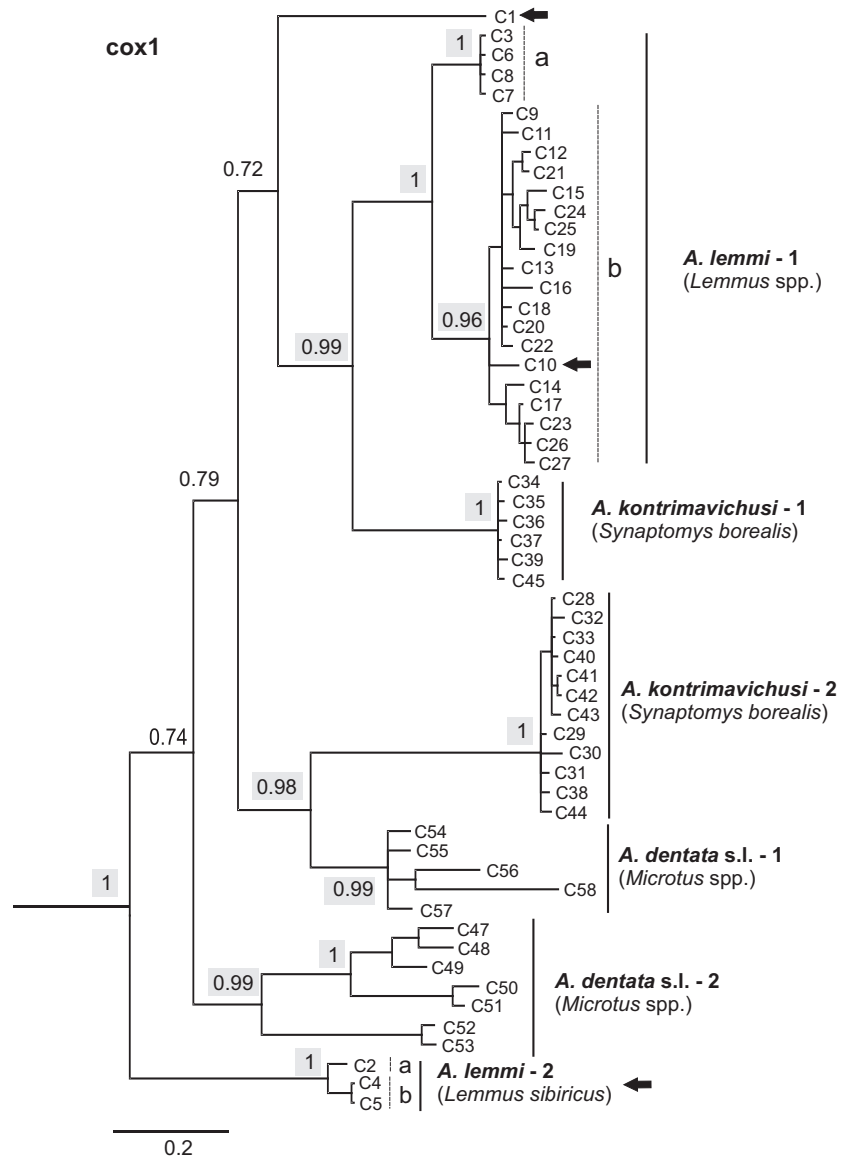 cox1
C1
C3
1
C6
a
C8
C7
C9
C11
C12
0.72
C21
1
C15
C24
C25
C19
A. lemmi - 1
(Lemmus spp.)
C13
b
C16
C18
0.96
C20
0.99
C22
C10
C14
C17
C23
C26
C27
0.79
C34
1
C35
A. kontrimavichusi - 1
(Synaptomys borealis)
C36
C37
C39
C45
C28
C32
C33
C40
C41
C42
A. kontrimavichusi - 2
(Synaptomys borealis)
C43
0.74
1
C29
C30
C31
0.98
C38
C44
C54
C55
A. dentata s.l. - 1
(Microtus spp.)
C56
0.99
C58
1
C57
C47
C48
1
C49
0.99
C50
A. dentata s.l. - 2
(Microtus spp.)
C51
C52
C53
1
C2
a
A. lemmi - 2
(Lemmus sibiricus)
C4
b
C5
0.2